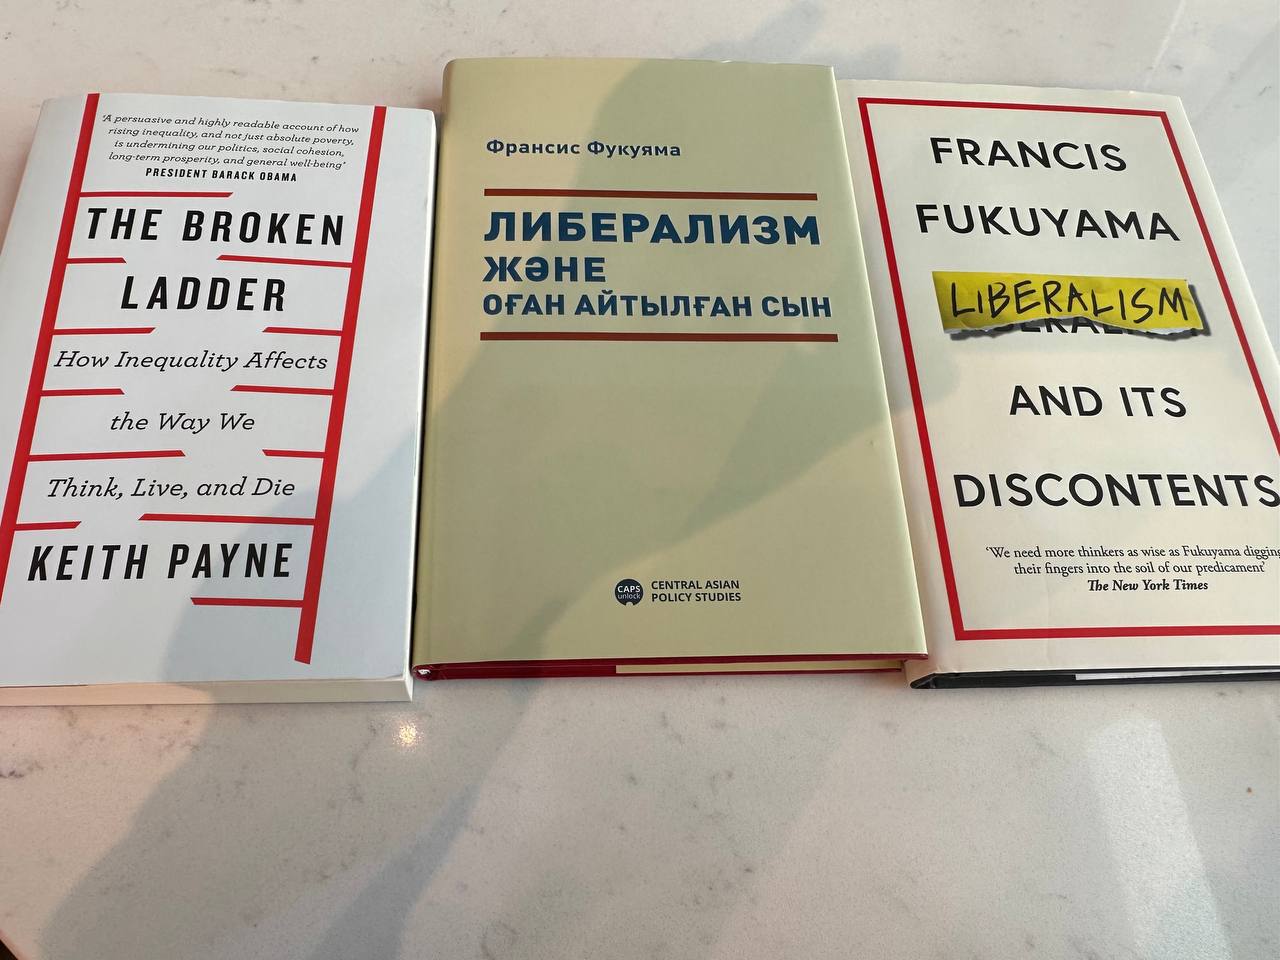 ‘A persuasive and highly readable account of how
rising inequality, and not just absolute poverty,
is undermining our politics, social cohesion,
long-term prosperity, and general well-being’
PRESIDENT BARACK OBAMA
THE BROKEN
LADDER
How Inequality Affects
the Way We
Think, Live, and Die
KEITH PAYNE
Франсис Фукуяма
ЛИБЕРАЛИЗМ
ЖӘНЕ
ОҒАН АЙТЫЛҒАН СЫН
CAPS
unlock
CENTRAL ASIAN
POLICY STUDIES
FRANCIS
FUKUYAMA
LIBERALISM
AND ITS
DISCONTENTS
‘We need more thinkers as wise as Fukuyama digging
their fingers into the soil of our predicament’
The New York Times